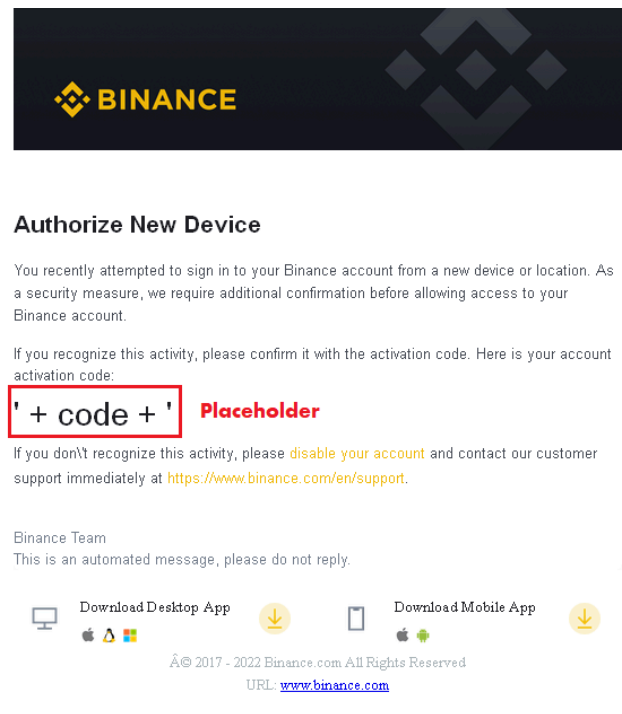 BINANCE
Authorize New Device
You recently attempted to sign in to your Binance account from a new device or location. As
a security measure, we require additional confirmation before allowing access to your
Binance account.
If you recognize this activity, please confirm it with the activation code. Here is your account
activation code:
' + code + ' Placeholder
If you don\'t recognize this activity, please disable your account and contact our customer
support immediately at https://www.binance.com/en/support.
Binance Team
This is an automated message, please do not reply.
Download Desktop App
Download Mobile App
© 2017 - 2022 Binance.com All Rights Reserved
URL: www.binance.com